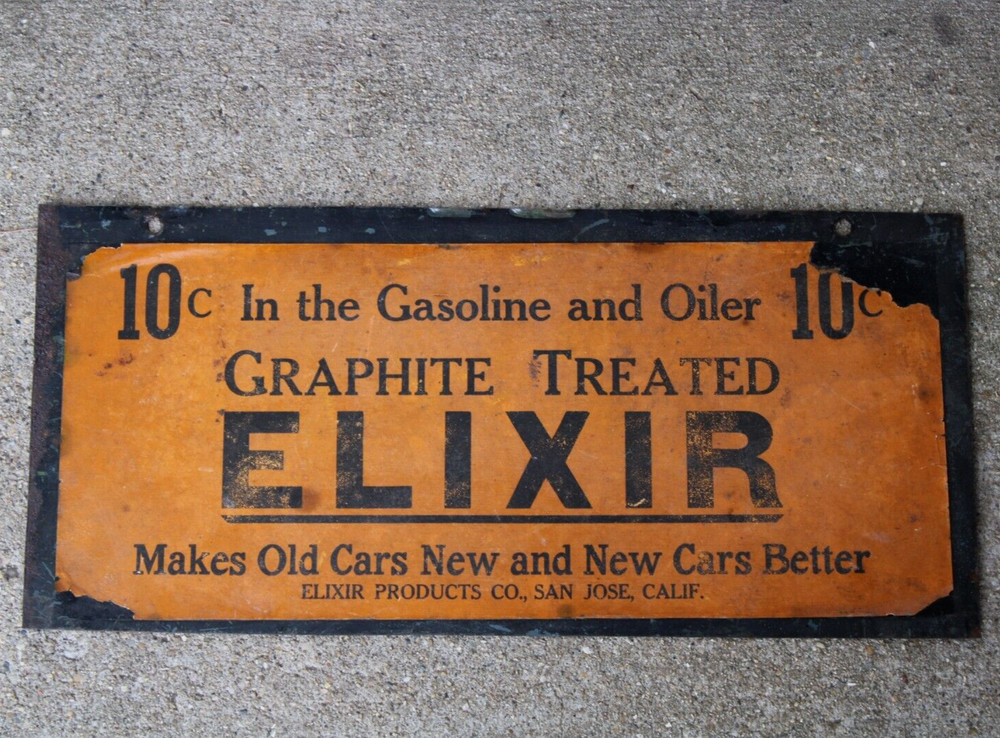 10c In the Gasoline and Oiler 10c
GRAPHITE TREATED
ELIXIR
Makes Old Cars New and New Cars Better
ELIXIR PRODUCTS CO., SAN JOSE, CALIF.